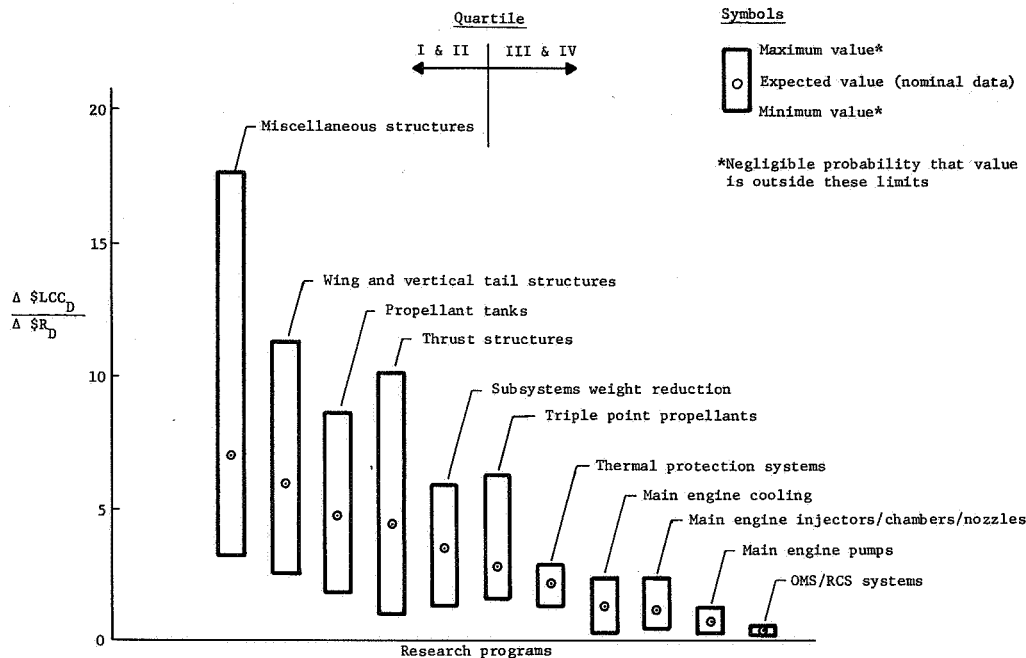 Quartile
I & II
III & IV
Symbols
Maximum value*
Expected value (nominal data)
Minimum value*
*Negligible probability that value
is outside these limits
20
15
10
5
0
Δ $LCC_D
Δ $R_D
Miscellaneous structures
Wing and vertical tail structures
Propellant tanks
Thrust structures
Subsystems weight reduction
Triple point propellants
Thermal protection systems
Main engine cooling
Main engine injectors/chambers/nozzles
Main engine pumps
OMS/RCS systems
Research programs